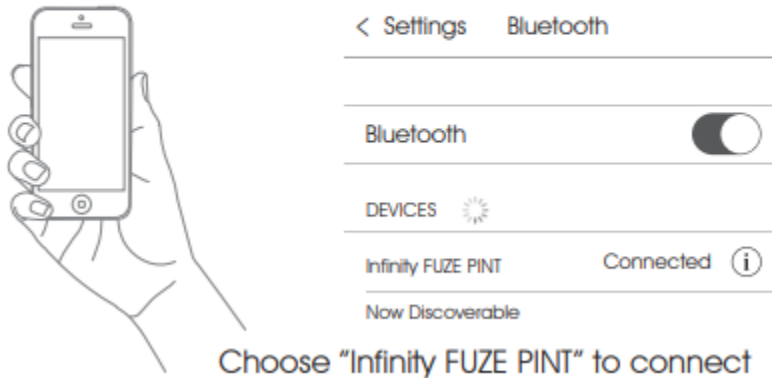 < Settings Bluetooth
Bluetooth
DEVICES
Infinity FUZE PINT Connected i
Now Discoverable
Choose “Infinity FUZE PINT” to connect